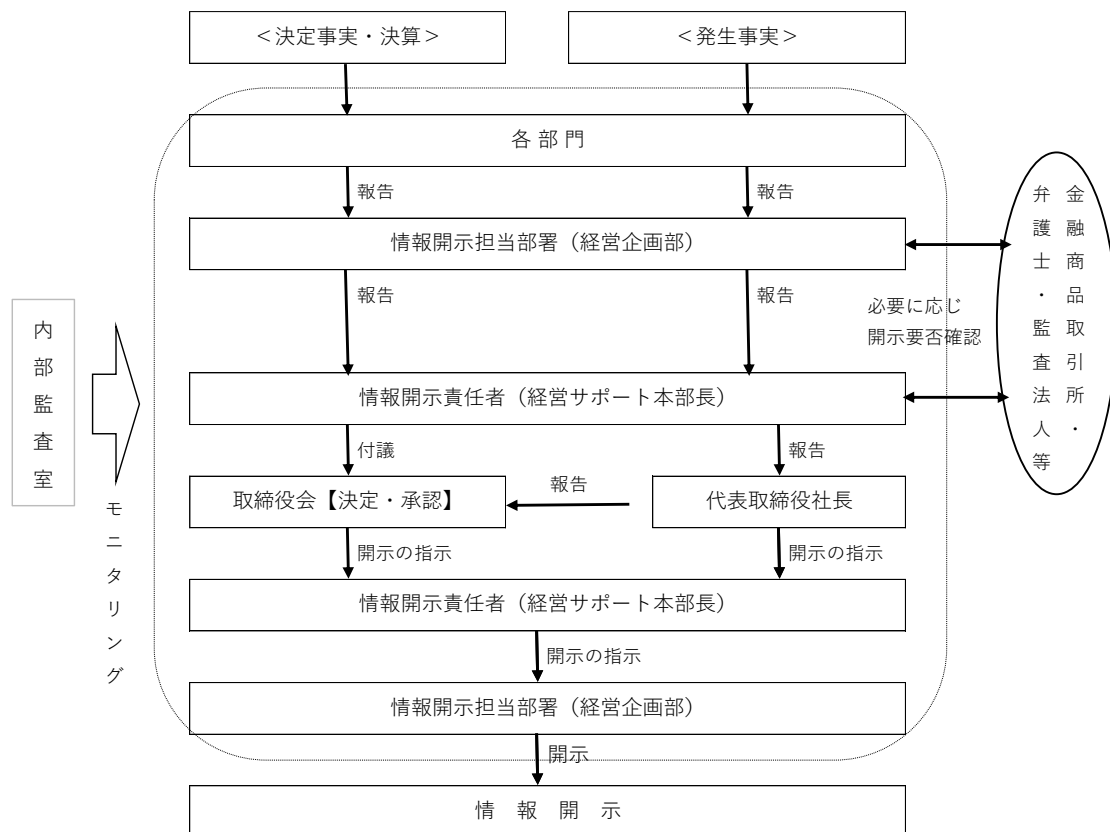 ＜決定事実・決算＞
＜発生事実＞
各 部 門
報告
報告
情報開示担当部署（経営企画部）
報告
報告
必要に応じ
開示要否確認
金融商品取引所・
弁護士・監査法人等
内部監査室
モニタリング
情報開示責任者（経営サポート本部長）
付議
報告
取締役会【決定・承認】
報告
代表取締役社長
開示の指示
開示の指示
情報開示責任者（経営サポート本部長）
開示の指示
情報開示担当部署（経営企画部）
開示
情 報 開 示